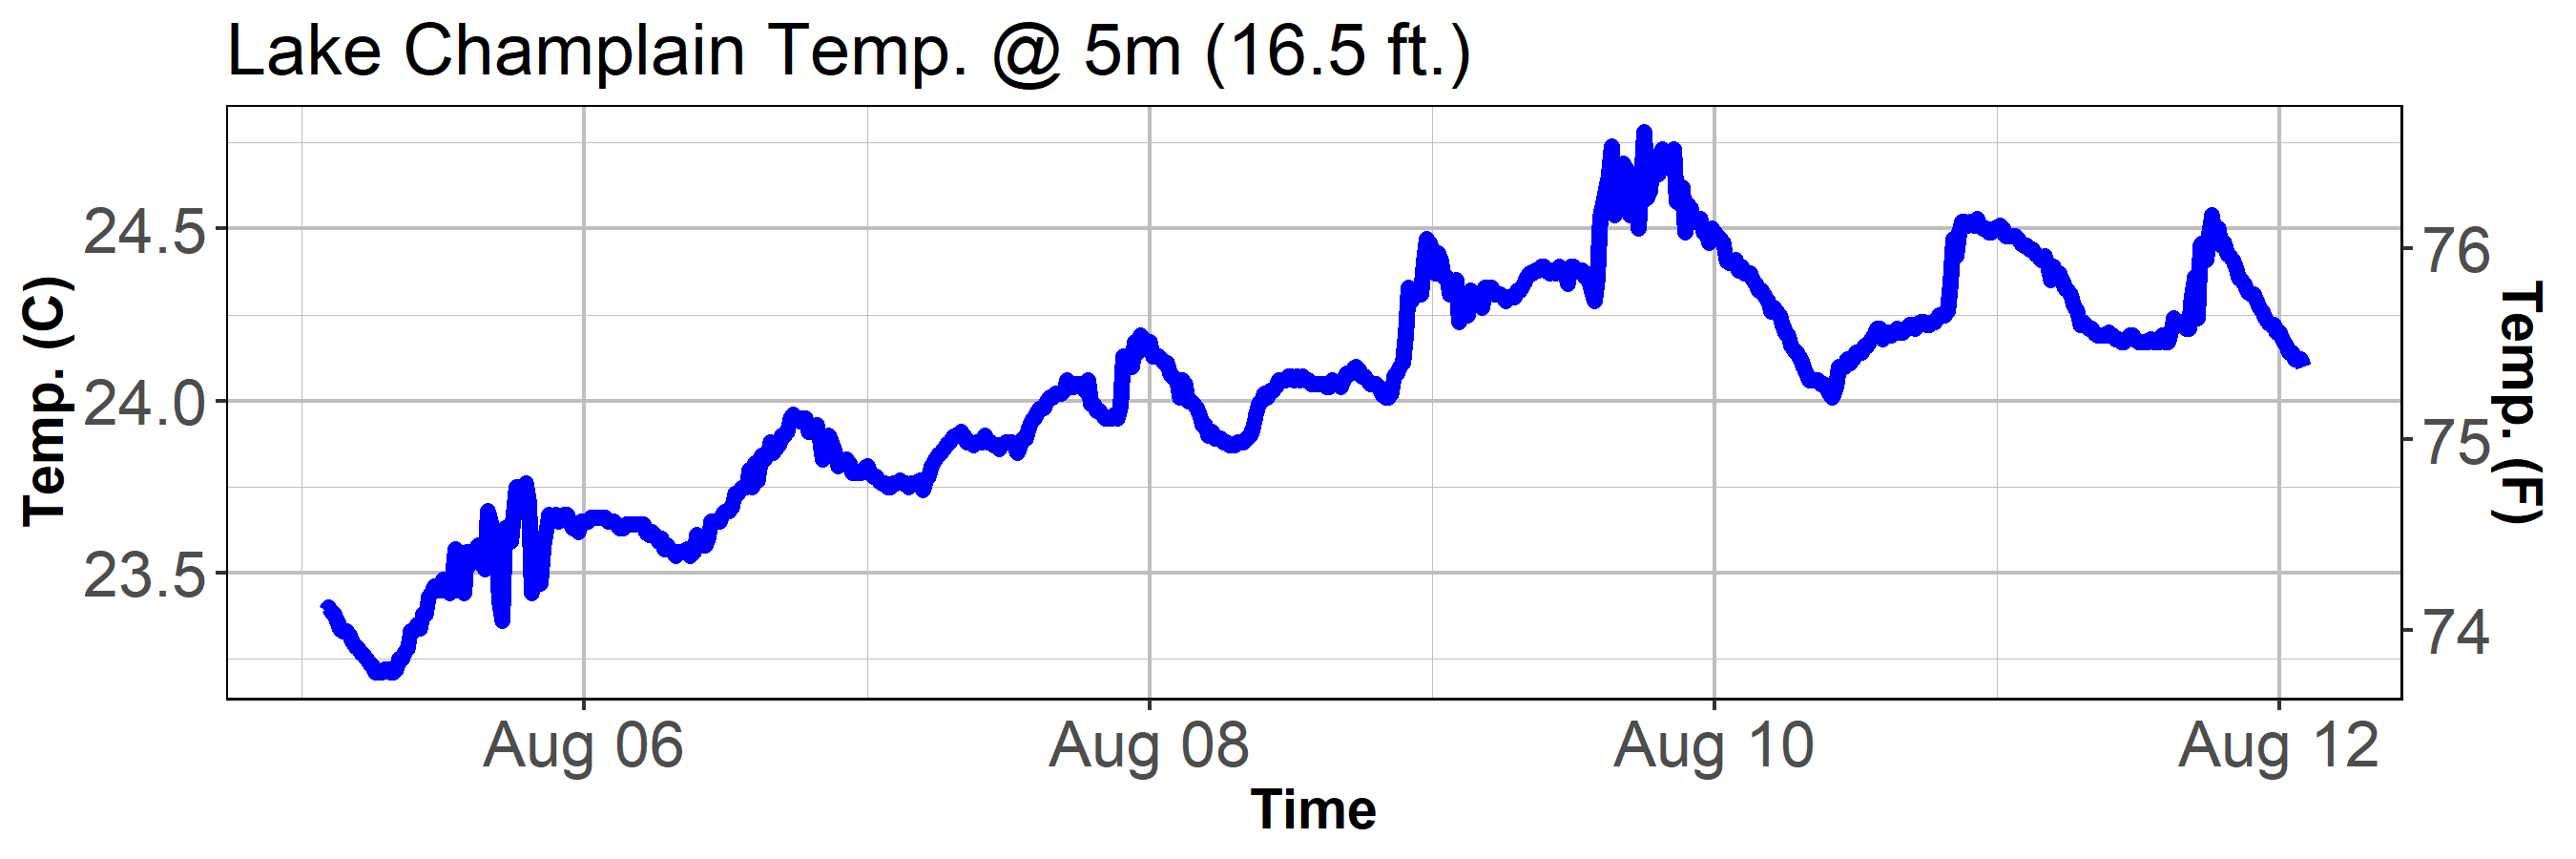 Lake Champlain Temp. @ 5m (16.5 ft.)
Temp. (C)
24.5
24.0
23.5
76
75
74
Temp. (F)
Aug 06
Aug 08
Aug 10
Aug 12
Time